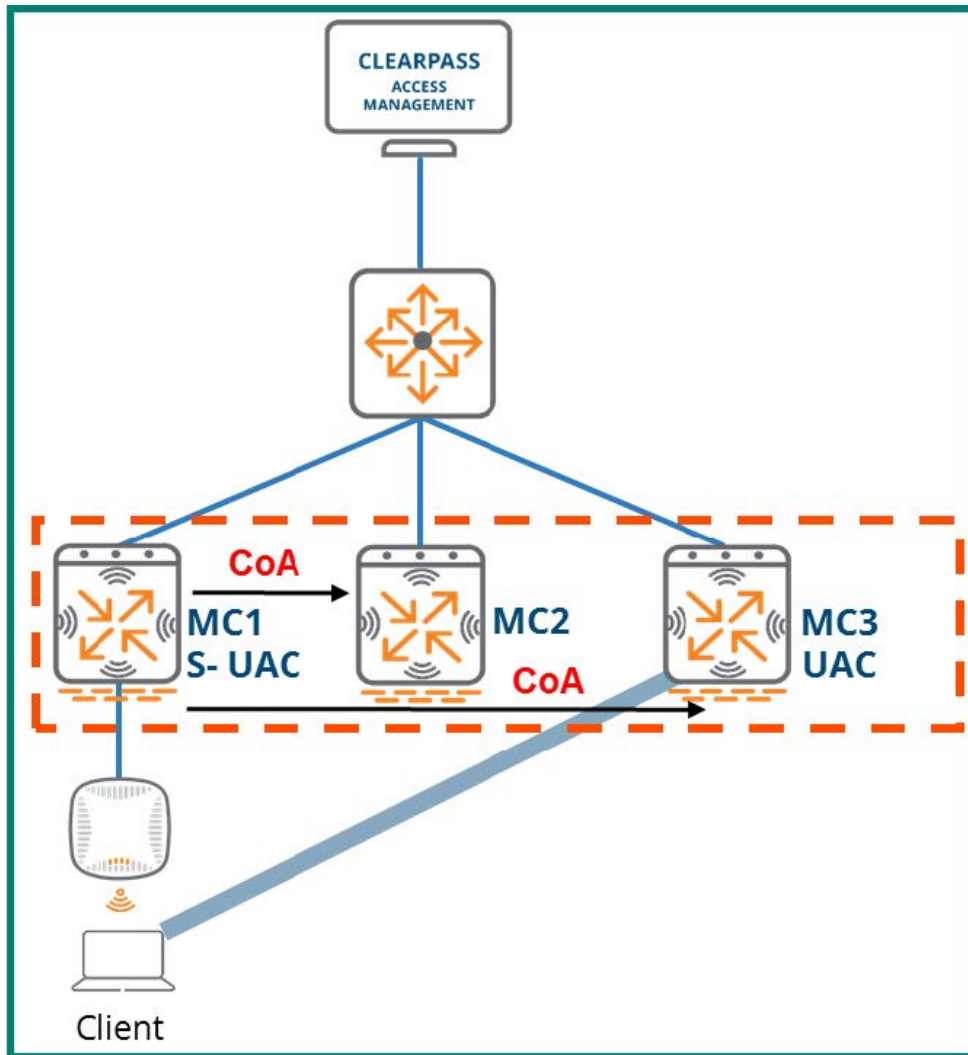 CLEARPASS
ACCESS
MANAGEMENT
CoA
MC1
S- UAC
MC2
MC3
UAC
CoA
Client